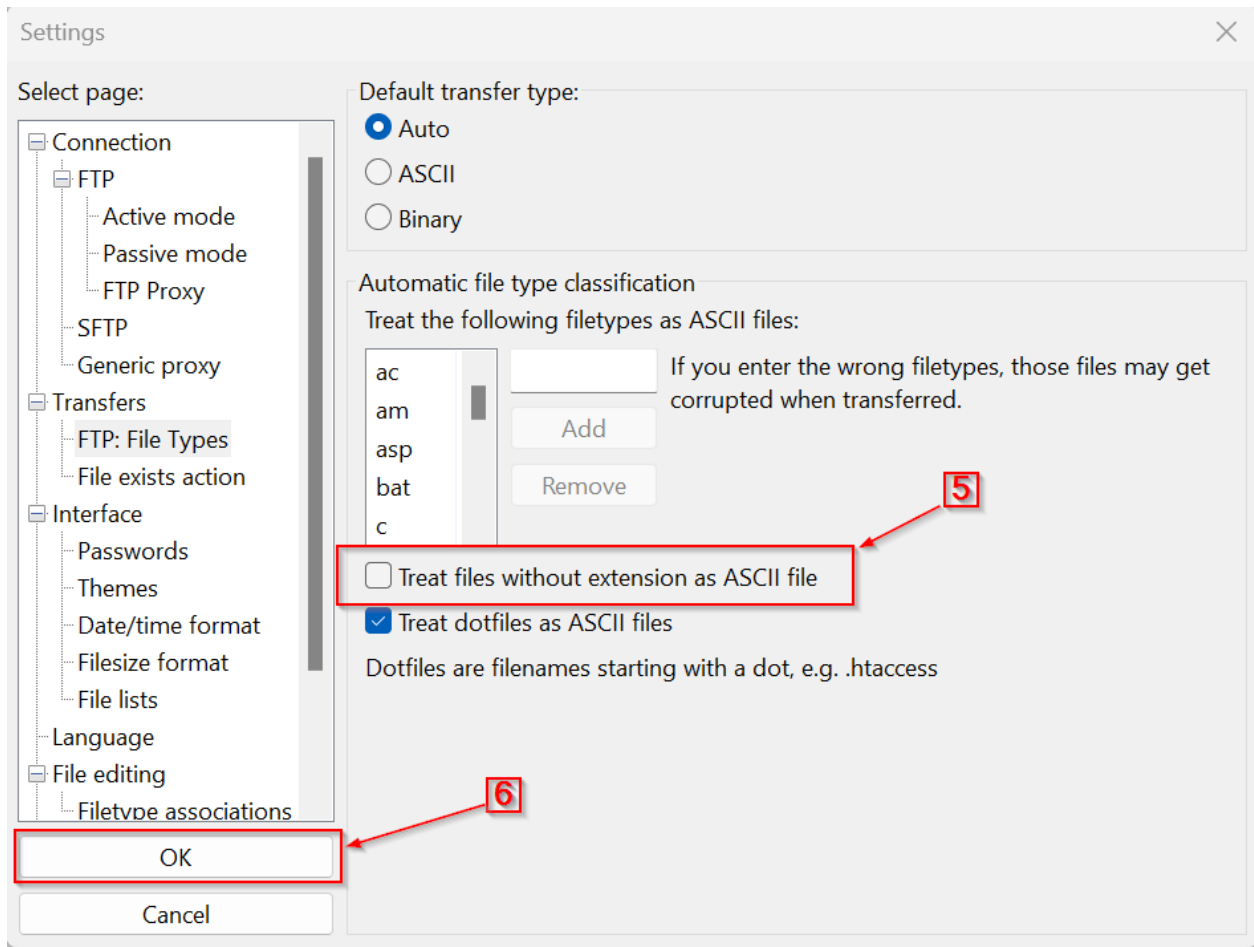 Settings
Select page:
Connection
FTP
Active mode
Passive mode
FTP Proxy
SFTP
Generic proxy
Transfers
FTP: File Types
File exists action
Interface
Passwords
Themes
Date/time format
Filesize format
File lists
Language
File editing
Filetype associations
OK
Cancel
Default transfer type:
Auto
ASCII
Binary
Automatic file type classification
Treat the following filetypes as ASCII files:
ac
am
asp
bat
c
Add
Remove
If you enter the wrong filetypes, those files may get
corrupted when transferred.
5
Treat files without extension as ASCII file
Treat dotfiles as ASCII files
Dotfiles are filenames starting with a dot, e.g. .htaccess
6